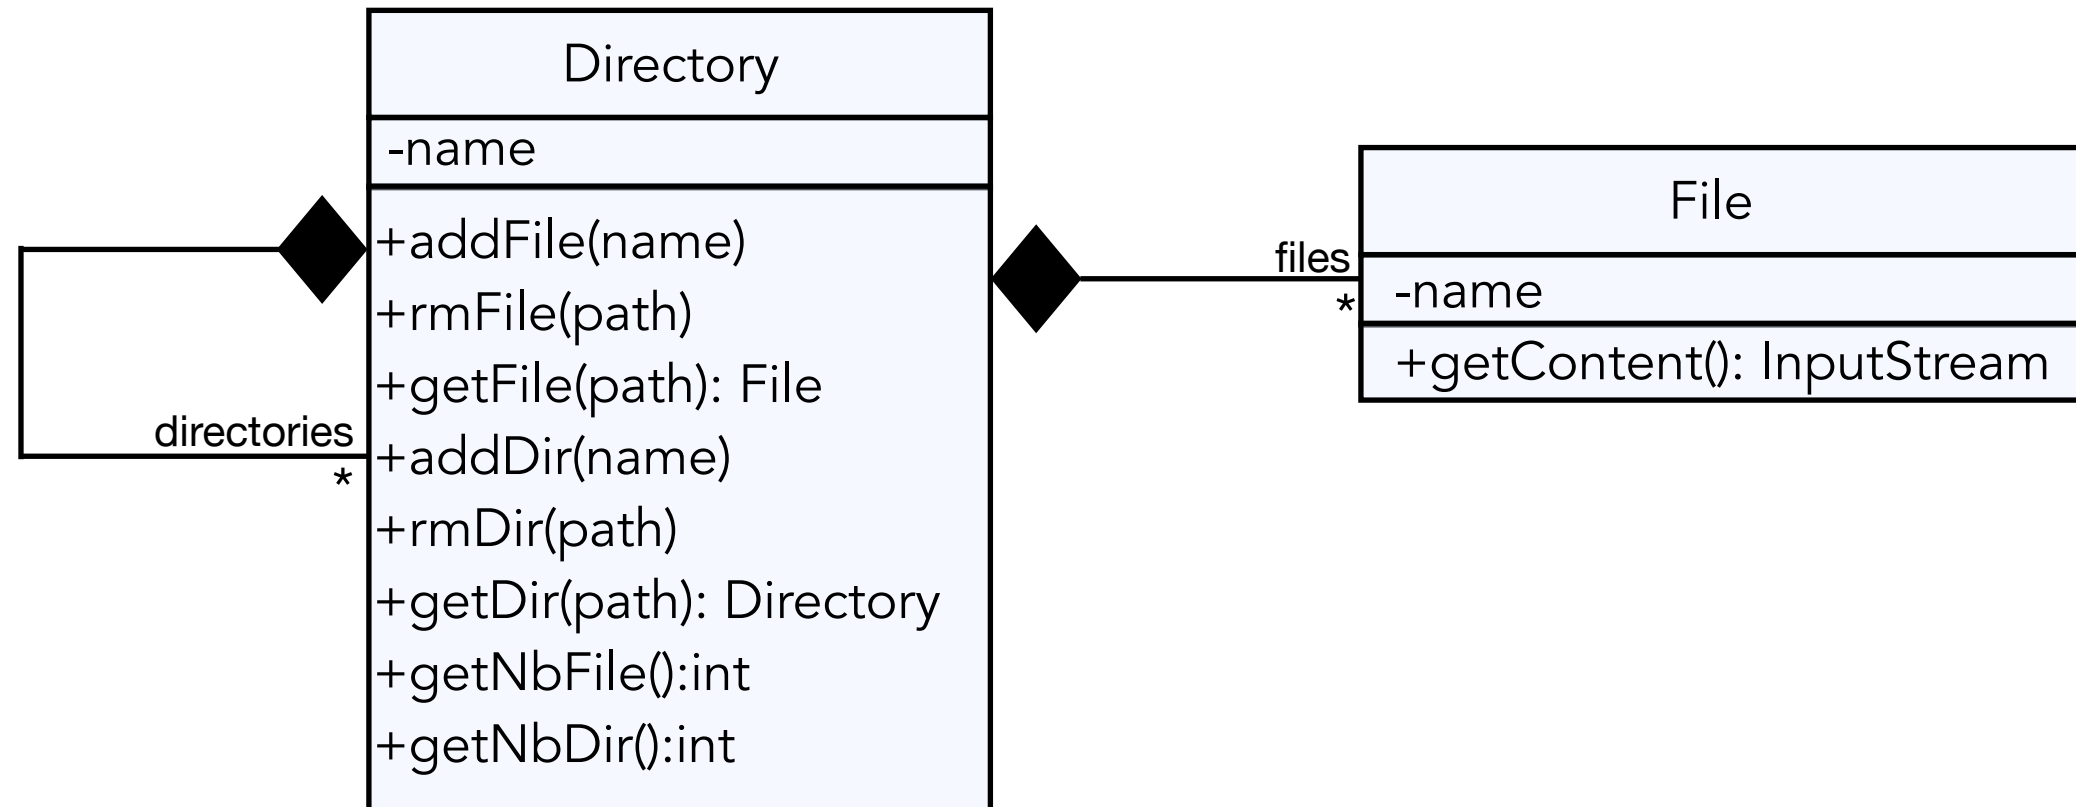 Directory
-name
+addFile(name)
+rmFile(path)
+getFile(path): File
+addDir(name)
+rmDir(path)
+getDir(path): Directory
+getNbFile():int
+getNbDir():int
directories
*
files
*
File
-name
+getContent(): InputStream